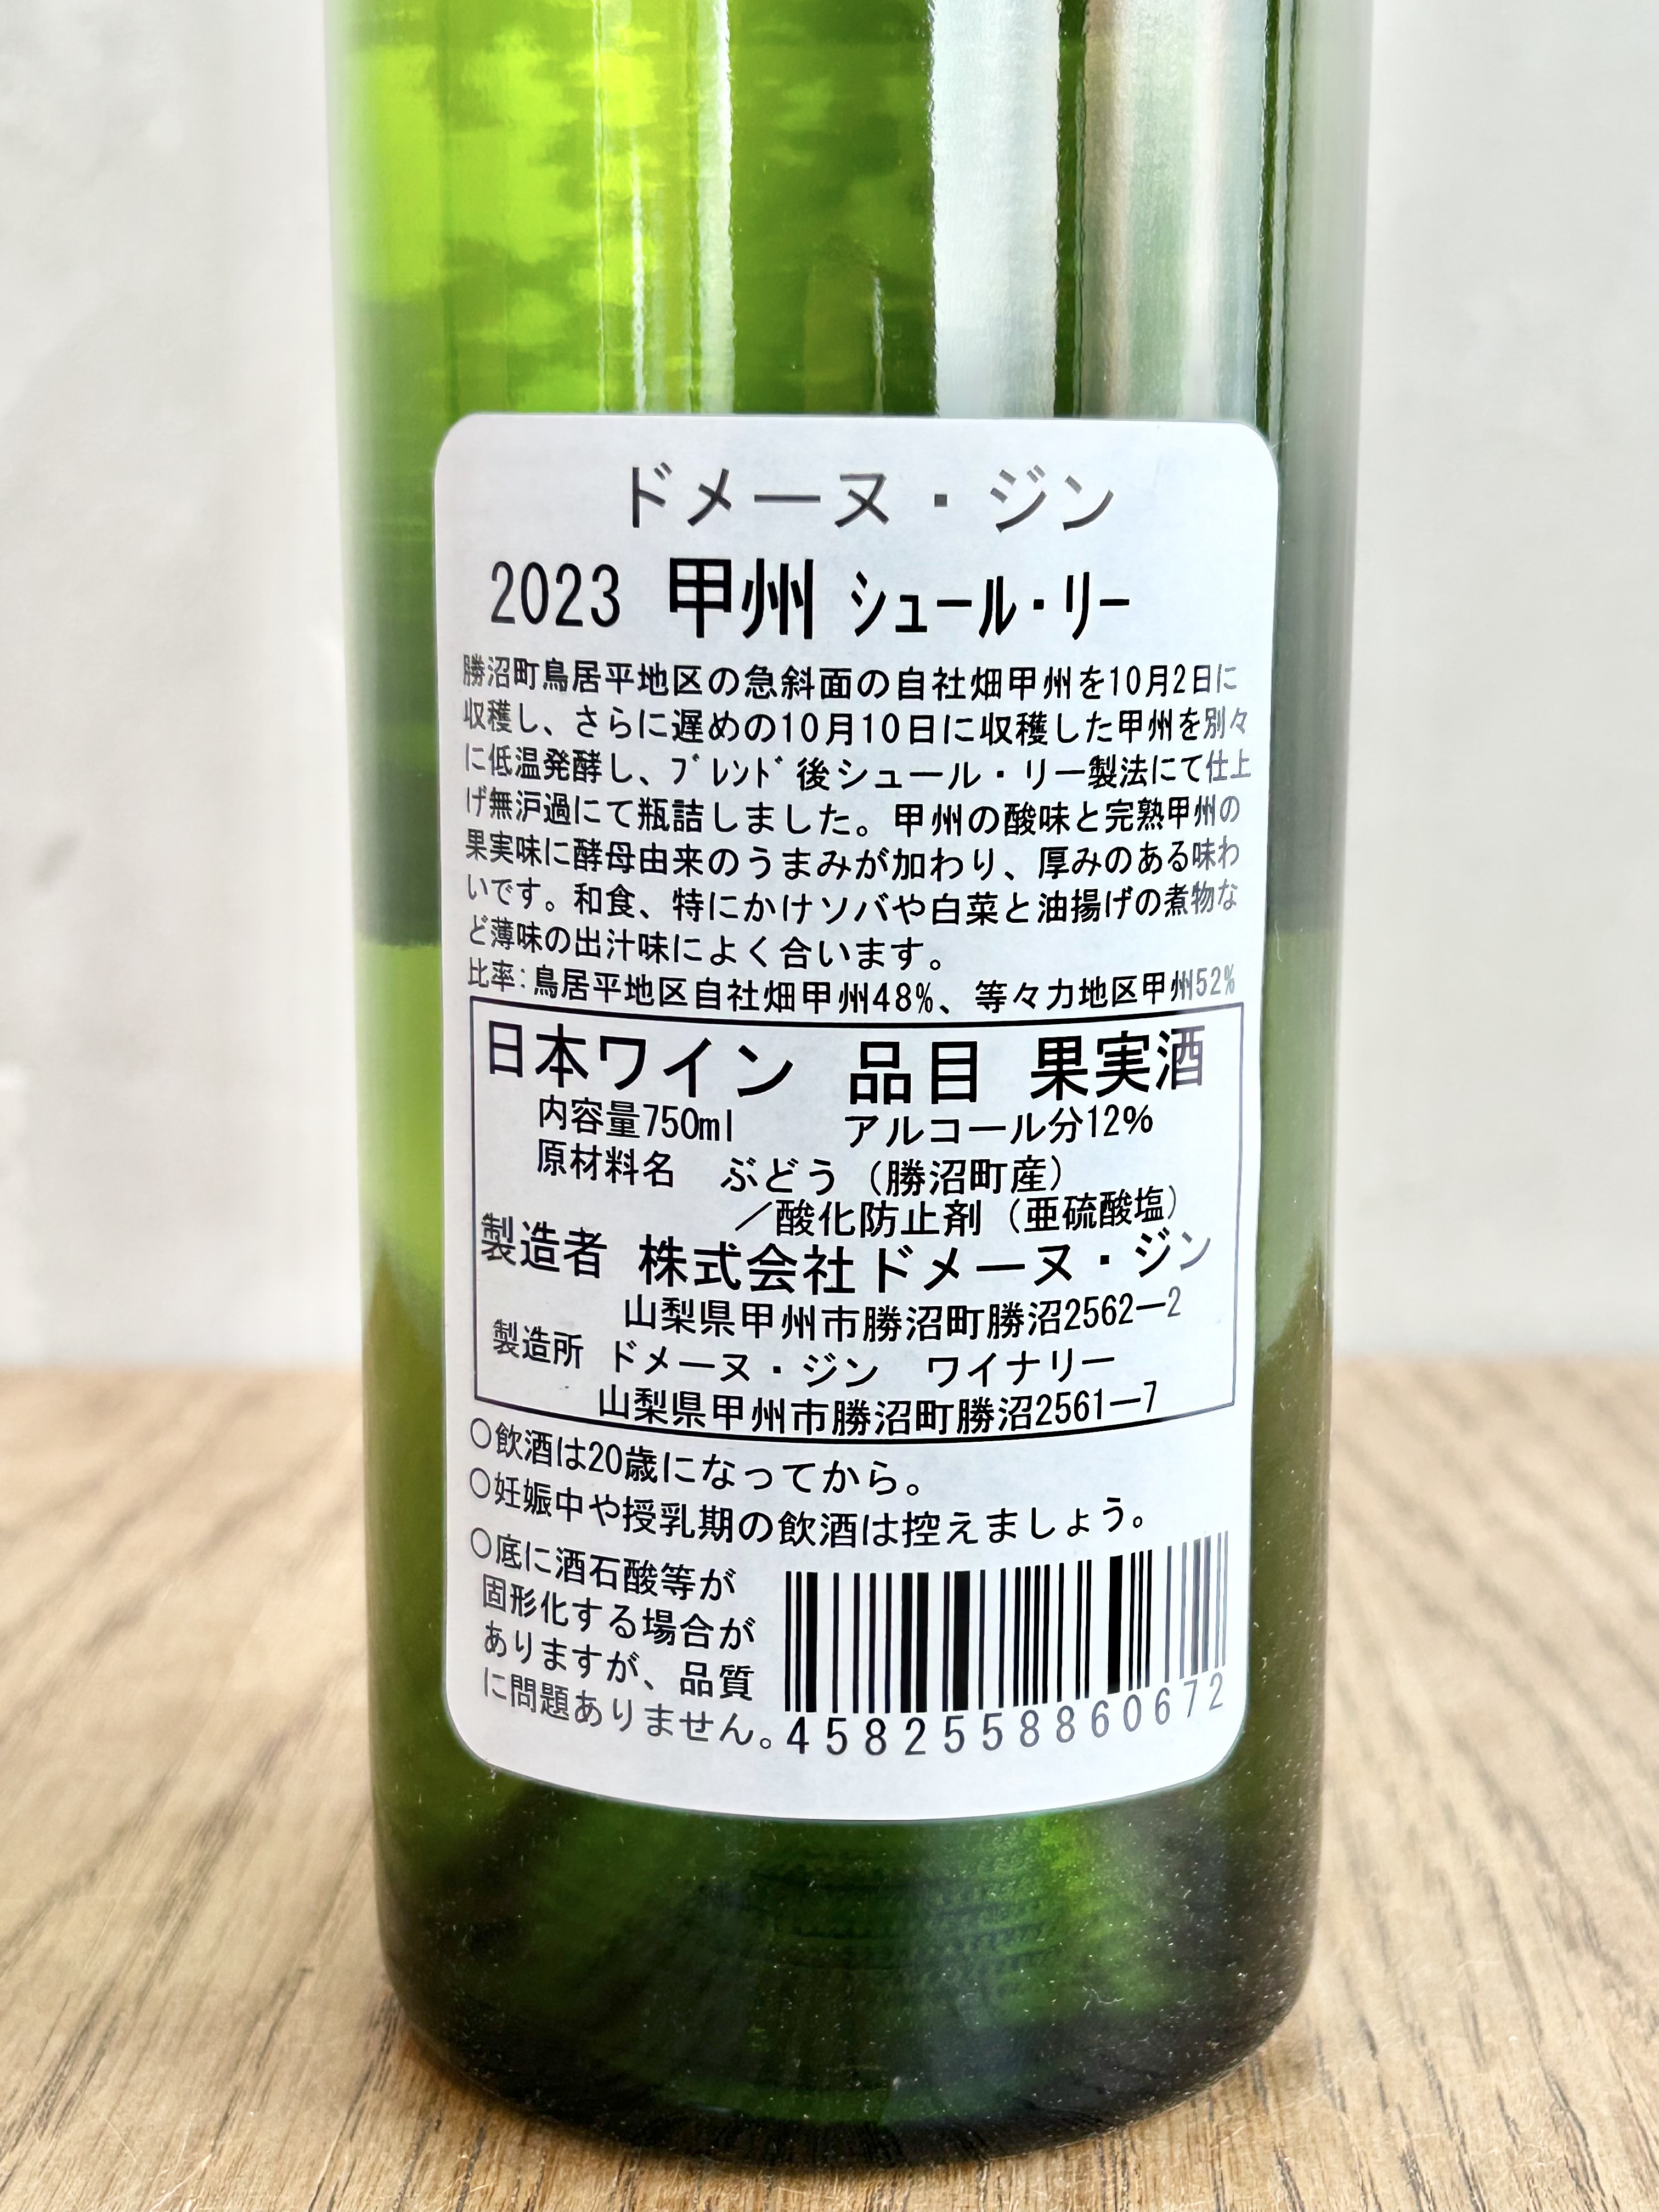 ドメーヌ・ジン
2023 甲州 シュール・リー
勝沼町鳥居平地区の急斜面の自社畑甲州を10月2日に
収穫し、さらに遅めの10月10日に収穫した甲州を別々
に低温発酵し、ﾌﾞﾚﾝﾄﾞ後シュール・リー製法にて仕上
げ無沪過にて瓶詰しました。甲州の酸味と完熟甲州の
果実味に酵母由来のうまみが加わり、厚みのある味わ
いです。和食、特にかけソバや白菜と油揚げの煮物な
ど薄味の出汁味によく合います。
比率:鳥居平地区自社畑甲州48%、等々力地区甲州52%
日本ワイン 品目 果実酒
内容量750ml アルコール分12%
原材料名 ぶどう（勝沼町産）
／酸化防止剤（亜硫酸塩）
製造者 株式会社ドメーヌ・ジン
山梨県甲州市勝沼町勝沼2562ー2
製造所 ドメーヌ・ジン ワイナリー
山梨県甲州市勝沼町勝沼2561ー7
○飲酒は20歳になってから。
○妊娠中や授乳期の飲酒は控えましょう。
○底に酒石酸等が
固形化する場合が
ありますが、品質
に問題ありません。
4582558860672